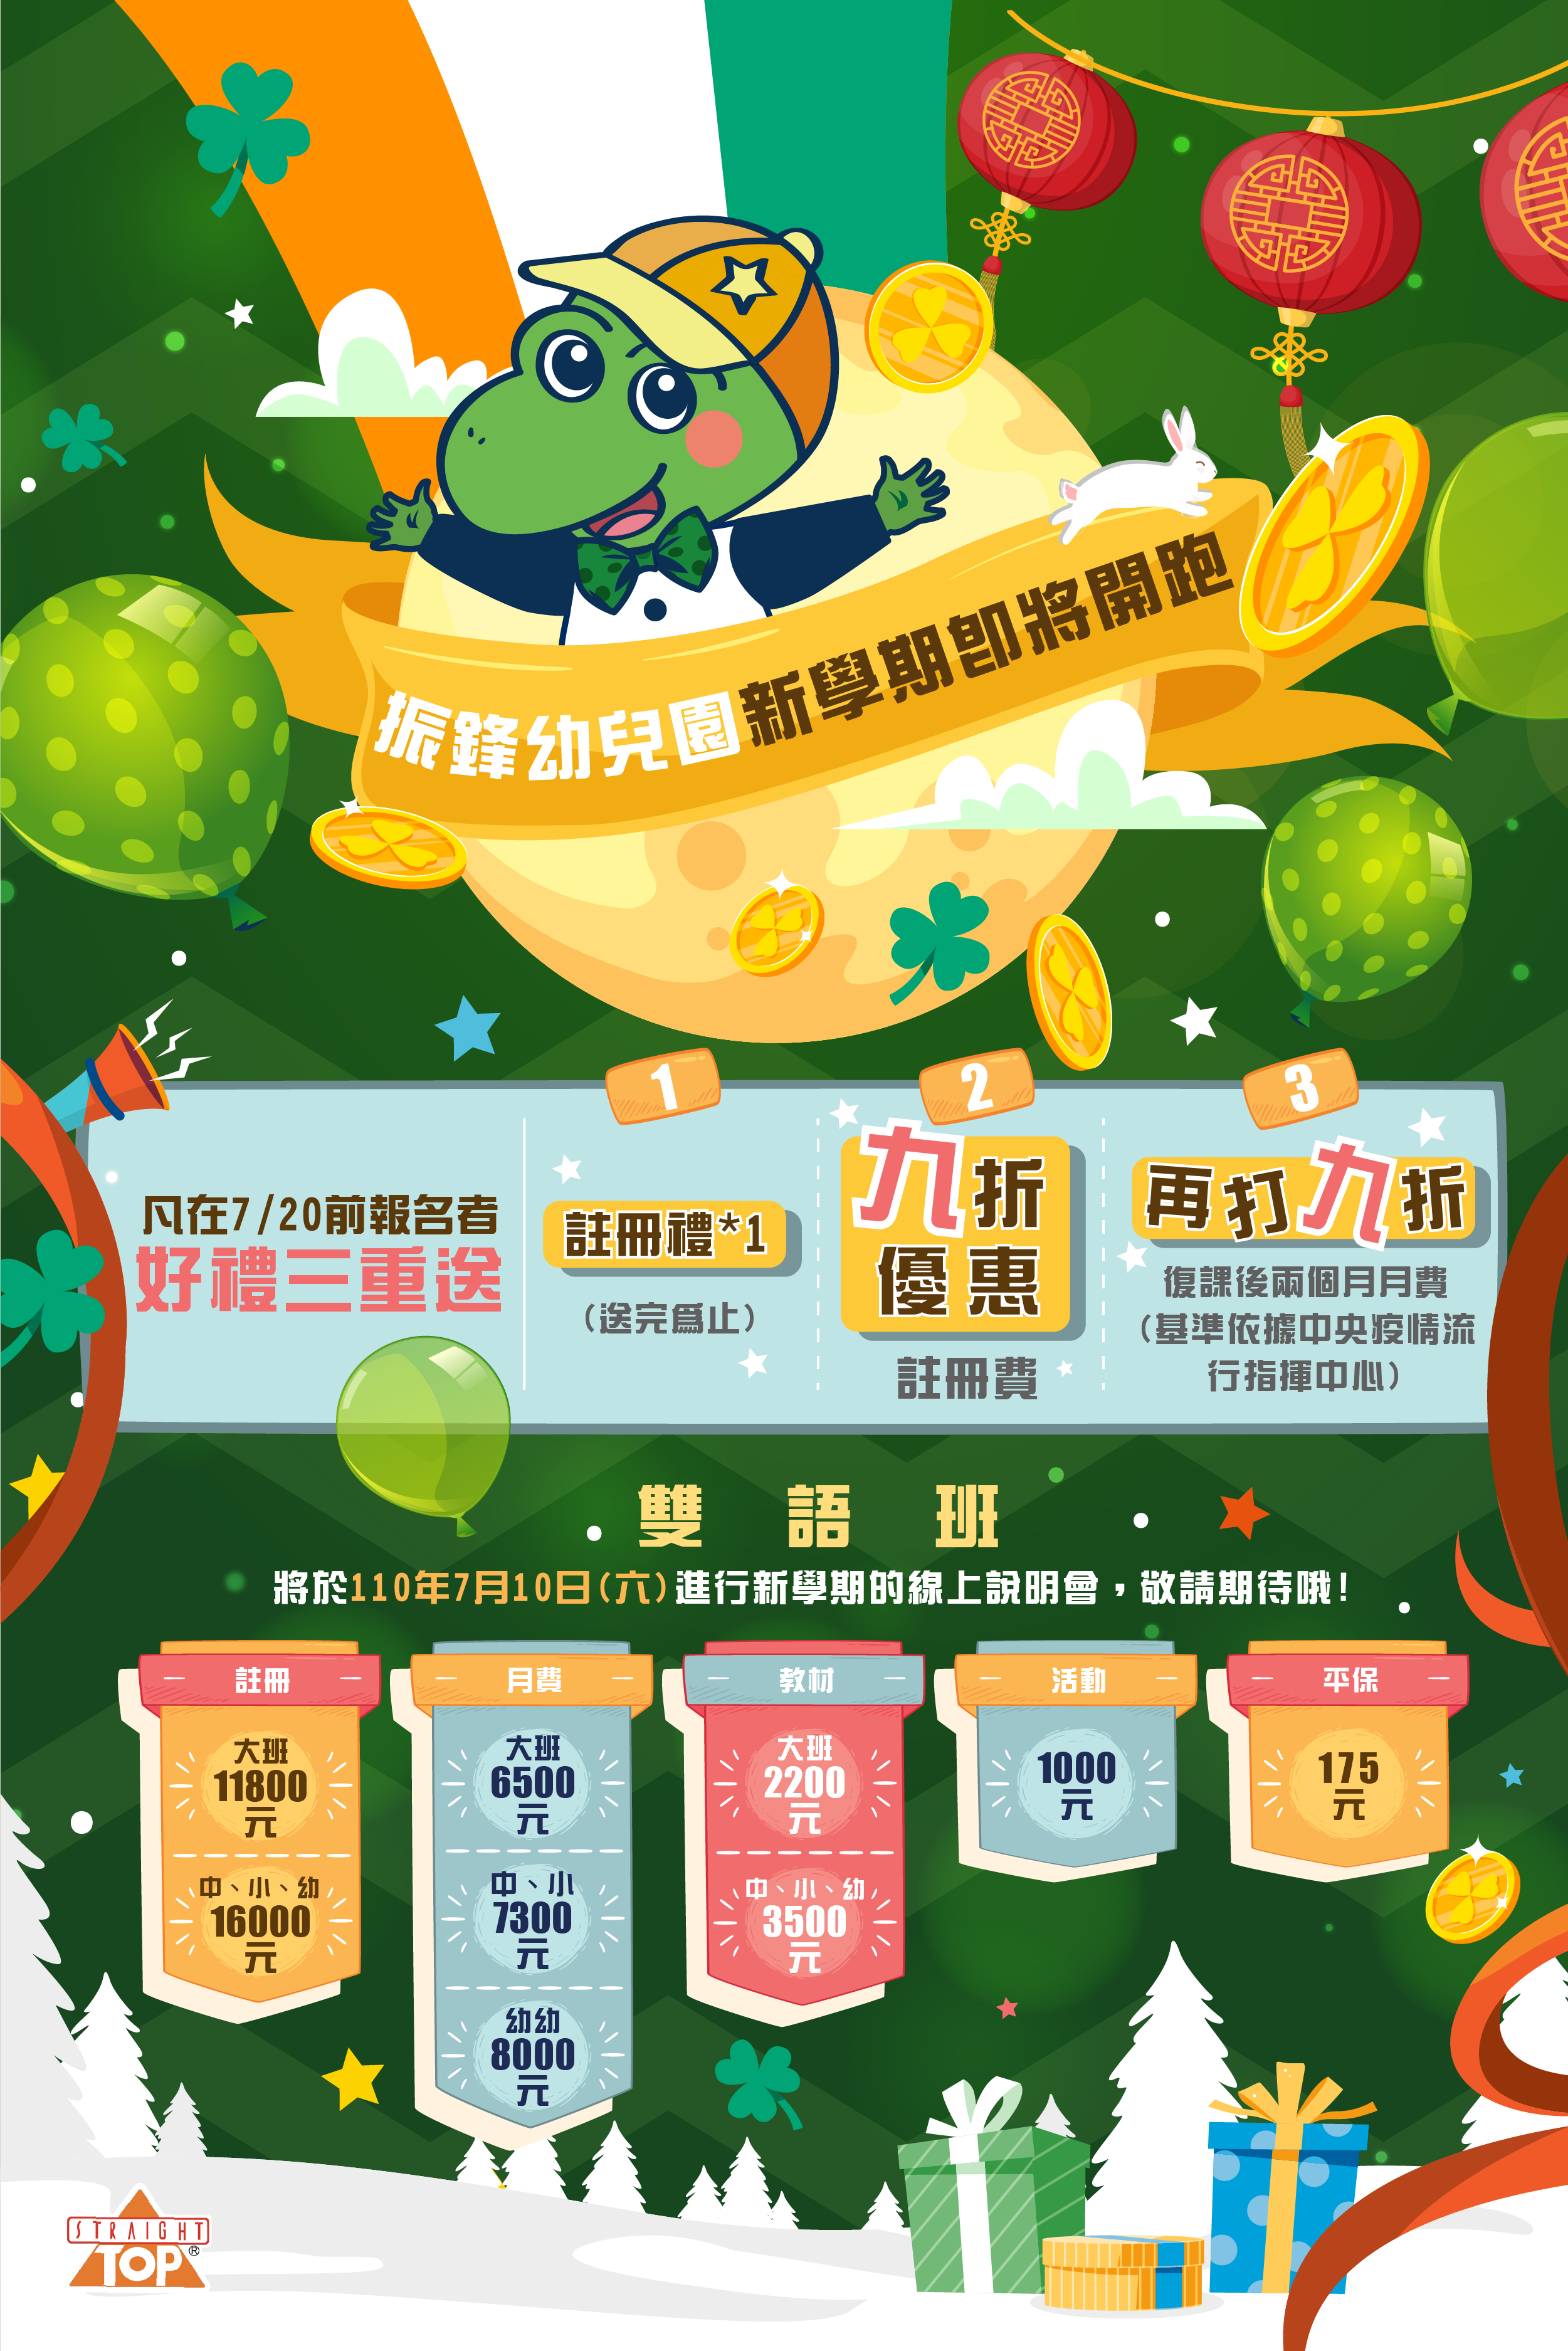 振鋒幼兒園新學期即將開跑
凡在7/20前報名者
好禮三重送
1
註冊禮*1
(送完為止)
2
九折
優惠
註冊費
3
再打九折
復課後兩個月月費
(基準依據中央疫情流
行指揮中心)
雙語班
將於110年7月10日(六)進行新學期的線上說明會，敬請期待哦!
註冊
大班
11800
元
中、小、幼
16000
元
月費
大班
6500
元
中、小
7300
元
幼幼
8000
元
教材
大班
2200
元
中、小、幼
3500
元
活動
1000
元
平保
175
元
STRAIGHT
TOP®